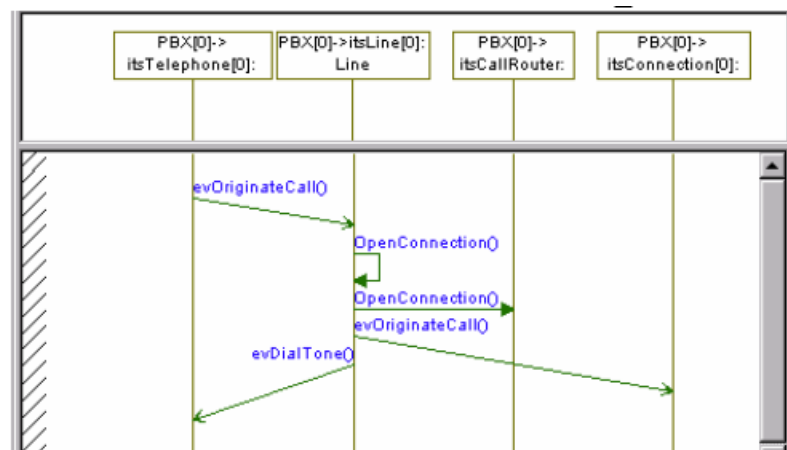 PBX[0]->
itsTelephone[0]:
PBX[0]->itsLine[0]:
Line
PBX[0]->
itsCallRouter:
PBX[0]->
itsConnection[0]:
evOriginateCall()
OpenConnection()
OpenConnection()
evOriginateCall()
evDialTone()